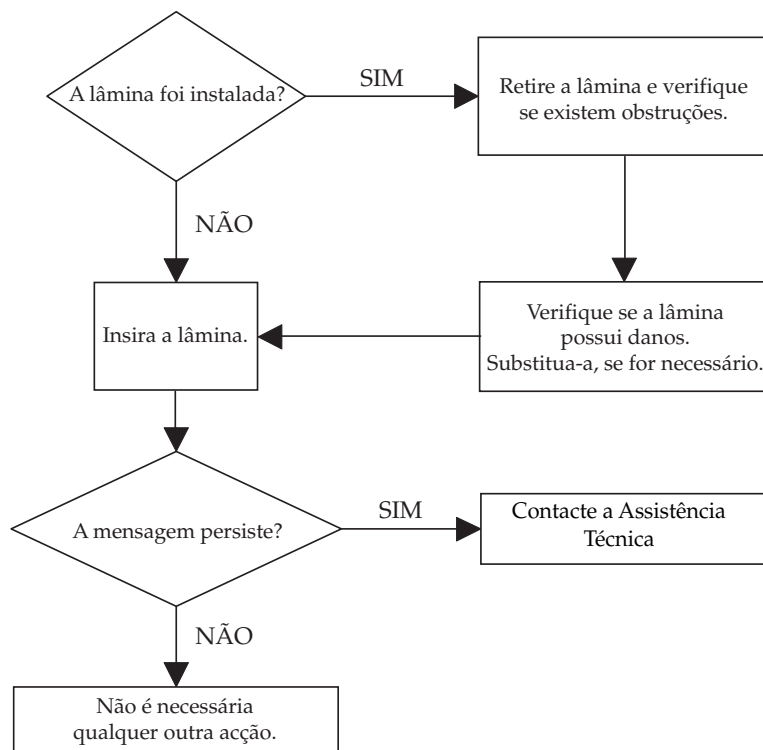 A lâmina foi instalada?
SIM
Retire a lâmina e verifique
se existem obstruções.
NÃO
Insira a lâmina.
Verifique se a lâmina
possui danos.
Substitua-a, se for necessário.
A mensagem persiste?
SIM
Contacte a Assistência
Técnica
NÃO
Não é necessária
qualquer outra acção.